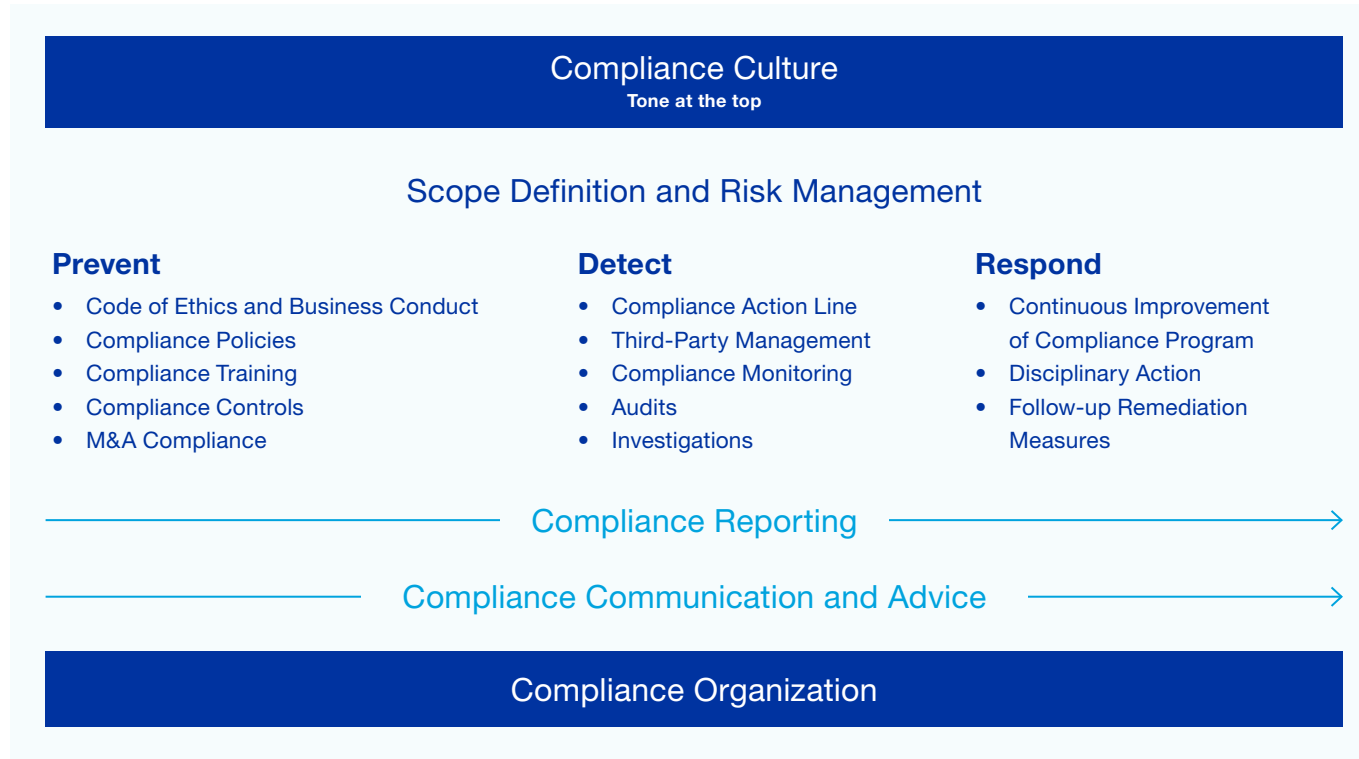 Compliance Culture
Tone at the top
Scope Definition and Risk Management
Prevent
• Code of Ethics and Business Conduct
• Compliance Policies
• Compliance Training
• Compliance Controls
• M&A Compliance
Detect
• Compliance Action Line
• Third-Party Management
• Compliance Monitoring
• Audits
• Investigations
Respond
• Continuous Improvement
of Compliance Program
• Disciplinary Action
• Follow-up Remediation
Measures
Compliance Reporting
Compliance Communication and Advice
Compliance Organization